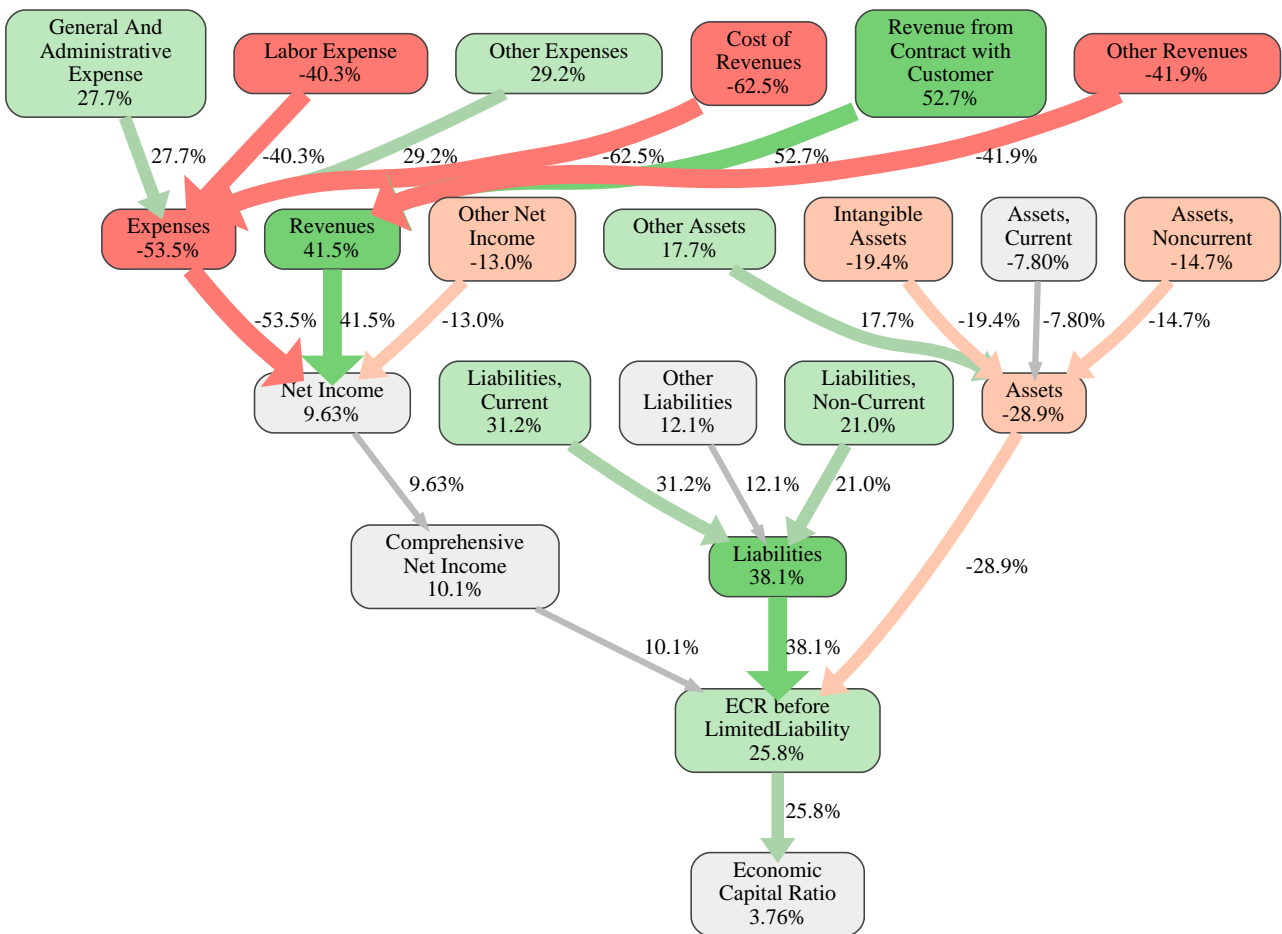 General And
Administrative
Expense
27.7%
Labor Expense
-40.3%
Other Expenses
29.2%
Cost of
Revenues
-62.5%
Revenue from
Contract with
Customer
52.7%
Other Revenues
-41.9%
27.7%
-40.3%
29.2%
-62.5%
52.7%
-41.9%
Expenses
-53.5%
Revenues
41.5%
Other Net
Income
-13.0%
Other Assets
17.7%
Intangible
Assets
-19.4%
Assets,
Current
-7.80%
Assets,
Noncurrent
-14.7%
-53.5%
41.5%
-13.0%
17.7%
-19.4%
-7.80%
-14.7%
Net Income
9.63%
Liabilities,
Current
31.2%
Other
Liabilities
12.1%
Liabilities,
Non-Current
21.0%
Assets
-28.9%
9.63%
31.2%
12.1%
21.0%
-28.9%
Comprehensive
Net Income
10.1%
Liabilities
38.1%
10.1%
38.1%
ECR before
LimitedLiability
25.8%
25.8%
Economic
Capital Ratio
3.76%